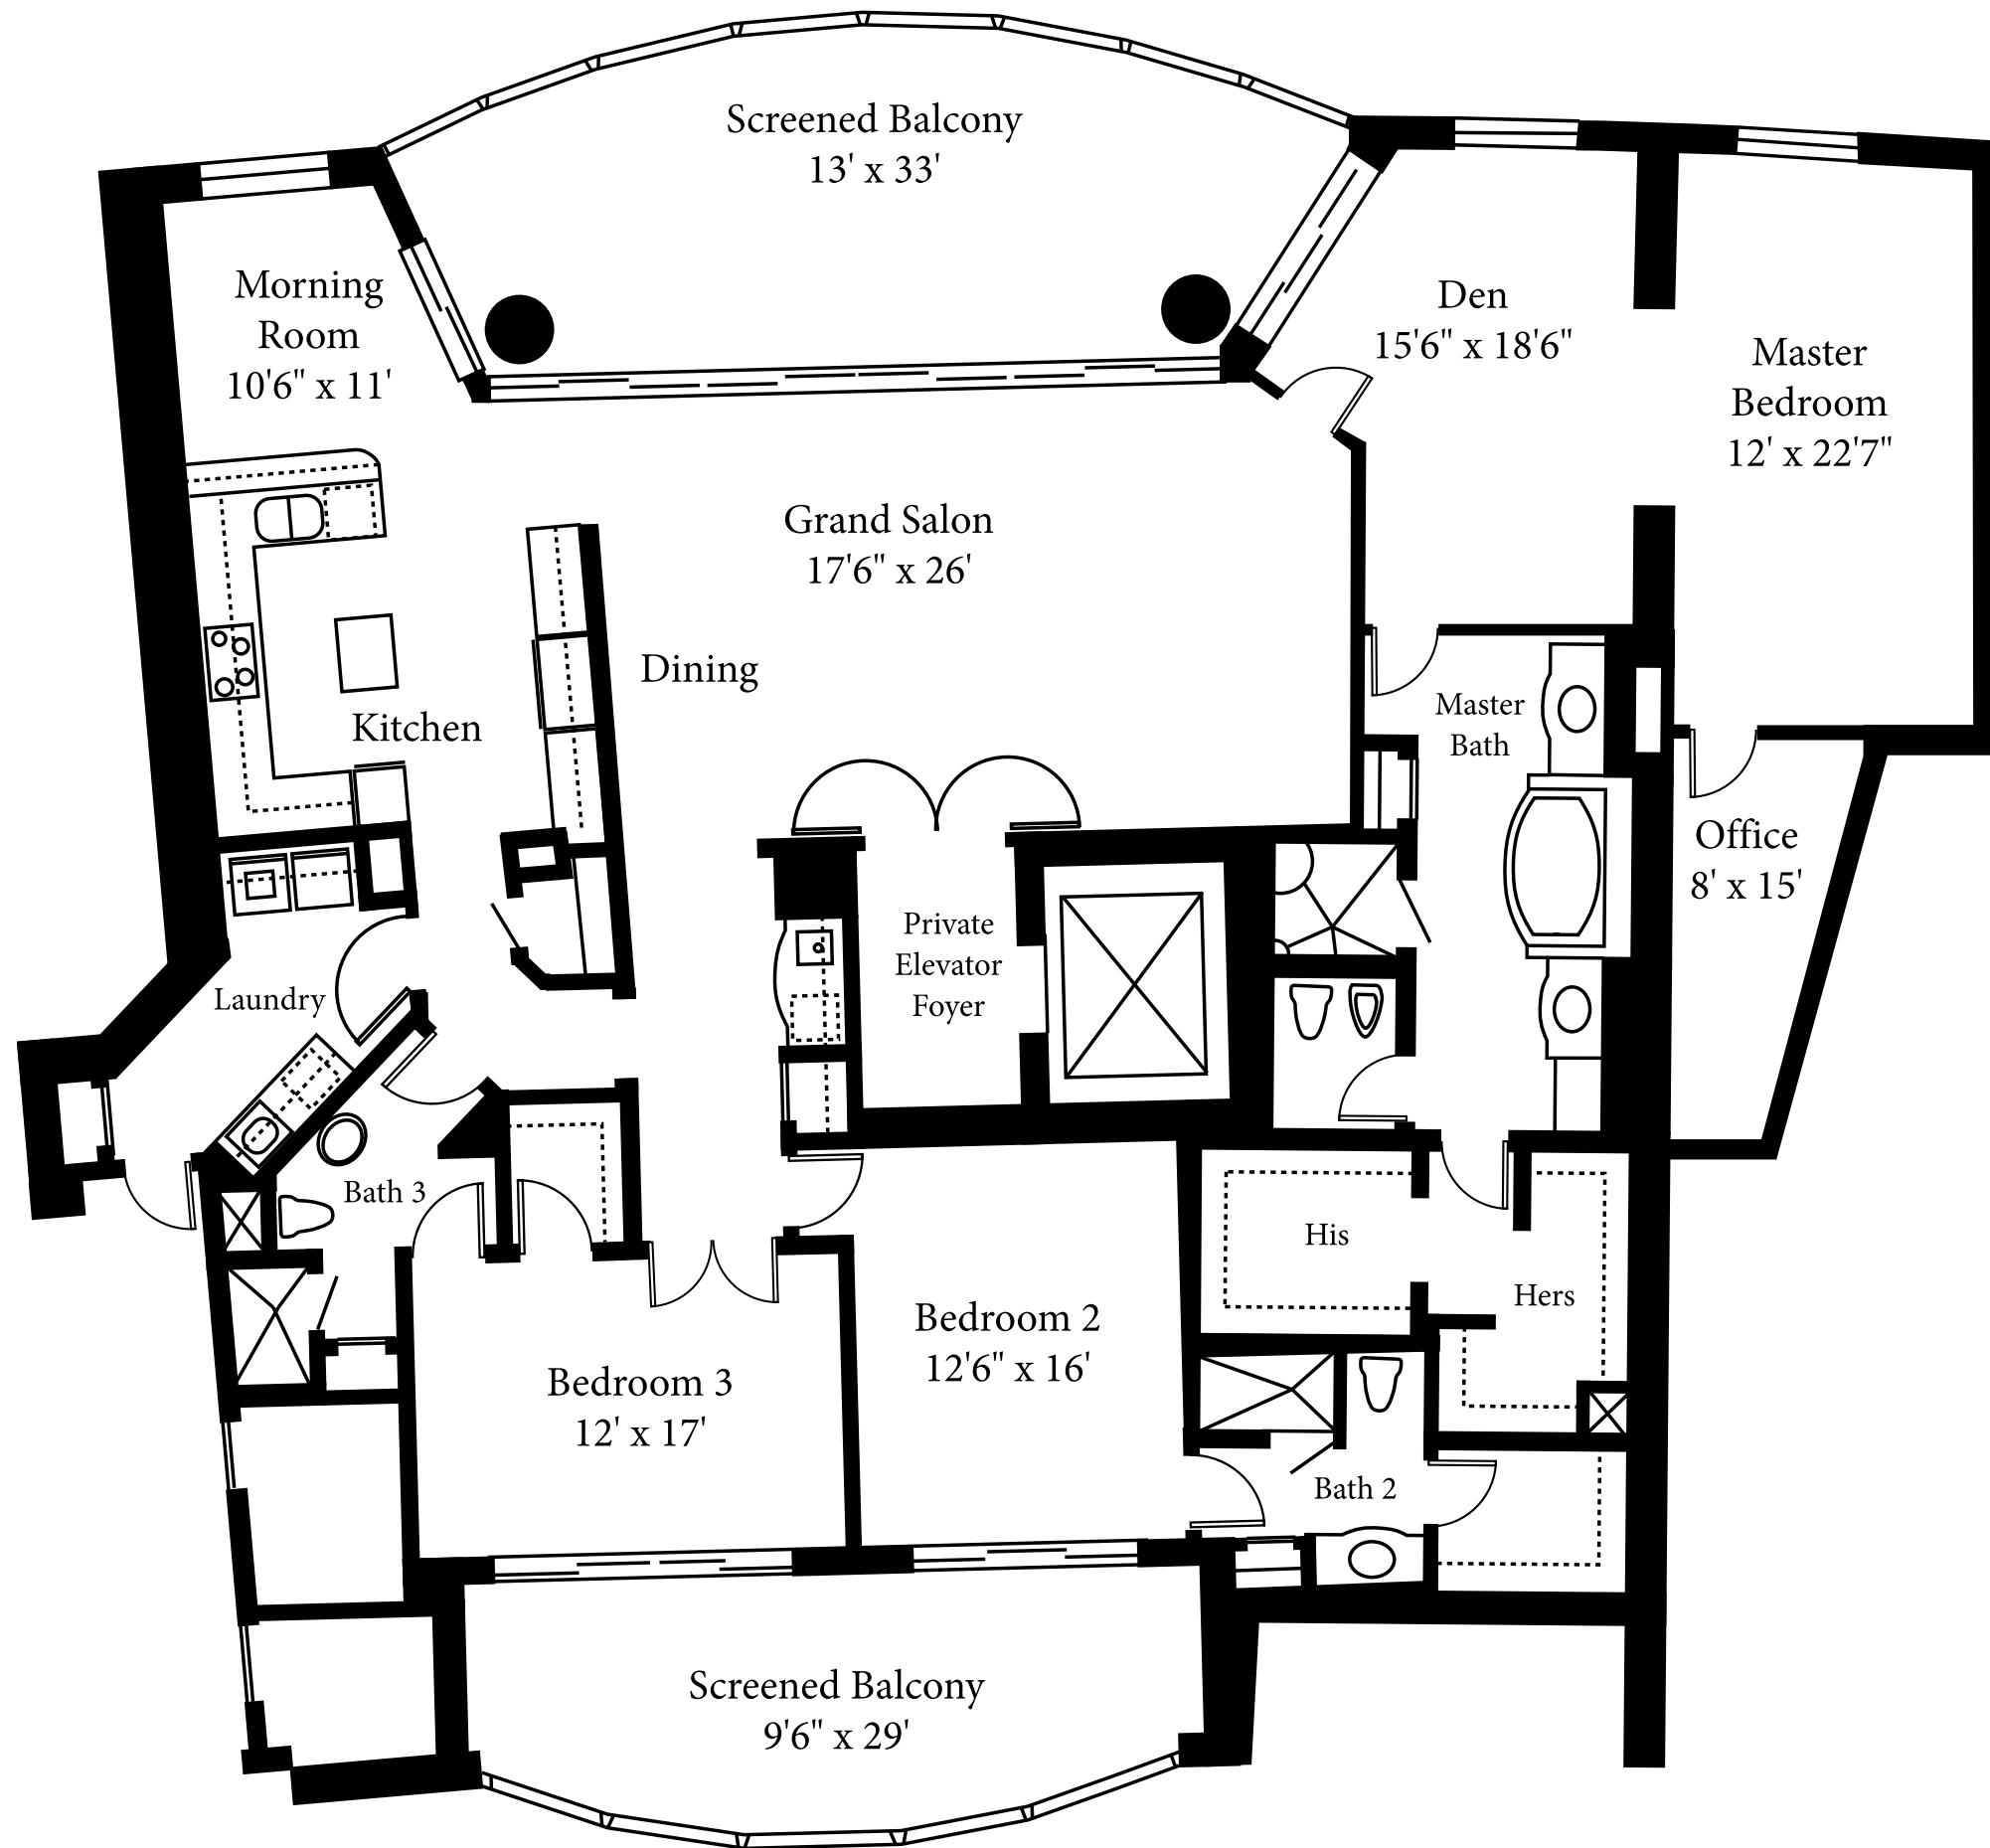 Screened Balcony
13' x 33'
Morning
Room
10'6" x 11'
Den
15'6" x 18'6"
Master
Bedroom
12' x 22'7"
Grand Salon
17'6" x 26'
Dining
Kitchen
Master
Bath
Office
8' x 15'
Private
Elevator
Foyer
Laundry
Bath 3
His
Hers
Bedroom 2
12'6" x 16'
Bedroom 3
12' x 17'
Bath 2
Screened Balcony
9'6" x 29'